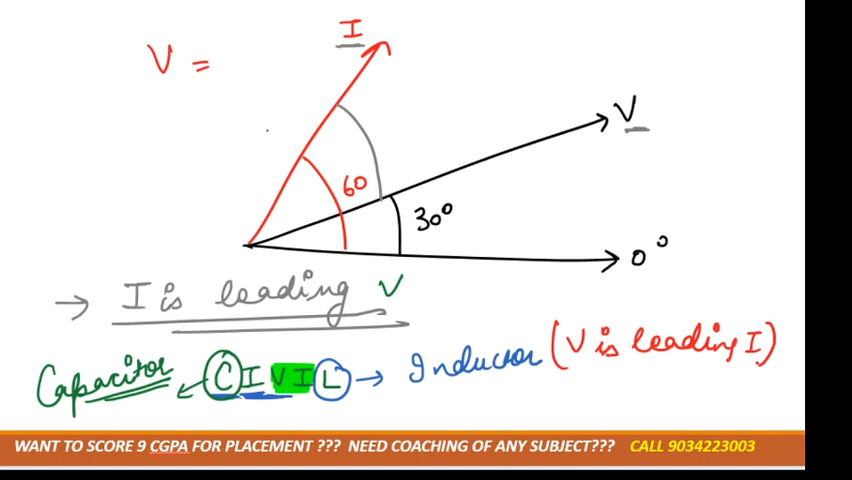 I
V =
V
60
30°
0°
→ I is leading V
Capacitor ← CIVIL → Inductor (V is leading I)
WANT TO SCORE 9 CGPA FOR PLACEMENT ??? NEED COACHING OF ANY SUBJECT??? CALL 9034223003